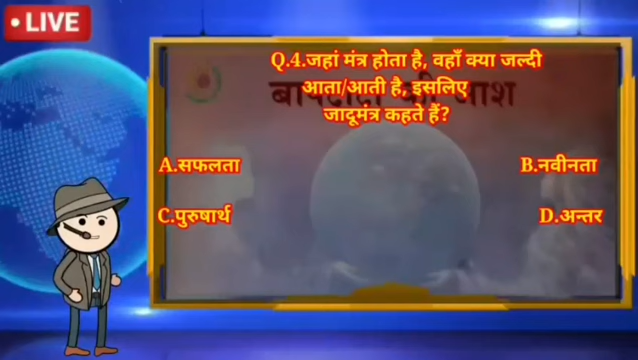 • LIVE
Q.4.जहां मंत्र होता है, वहाँ क्या जल्दी
आता/आती है, इसलिए
जादूमंत्र कहते हैं?
A.सफलता
B.नवीनता
C.पुरुषार्थ
D.अन्तर